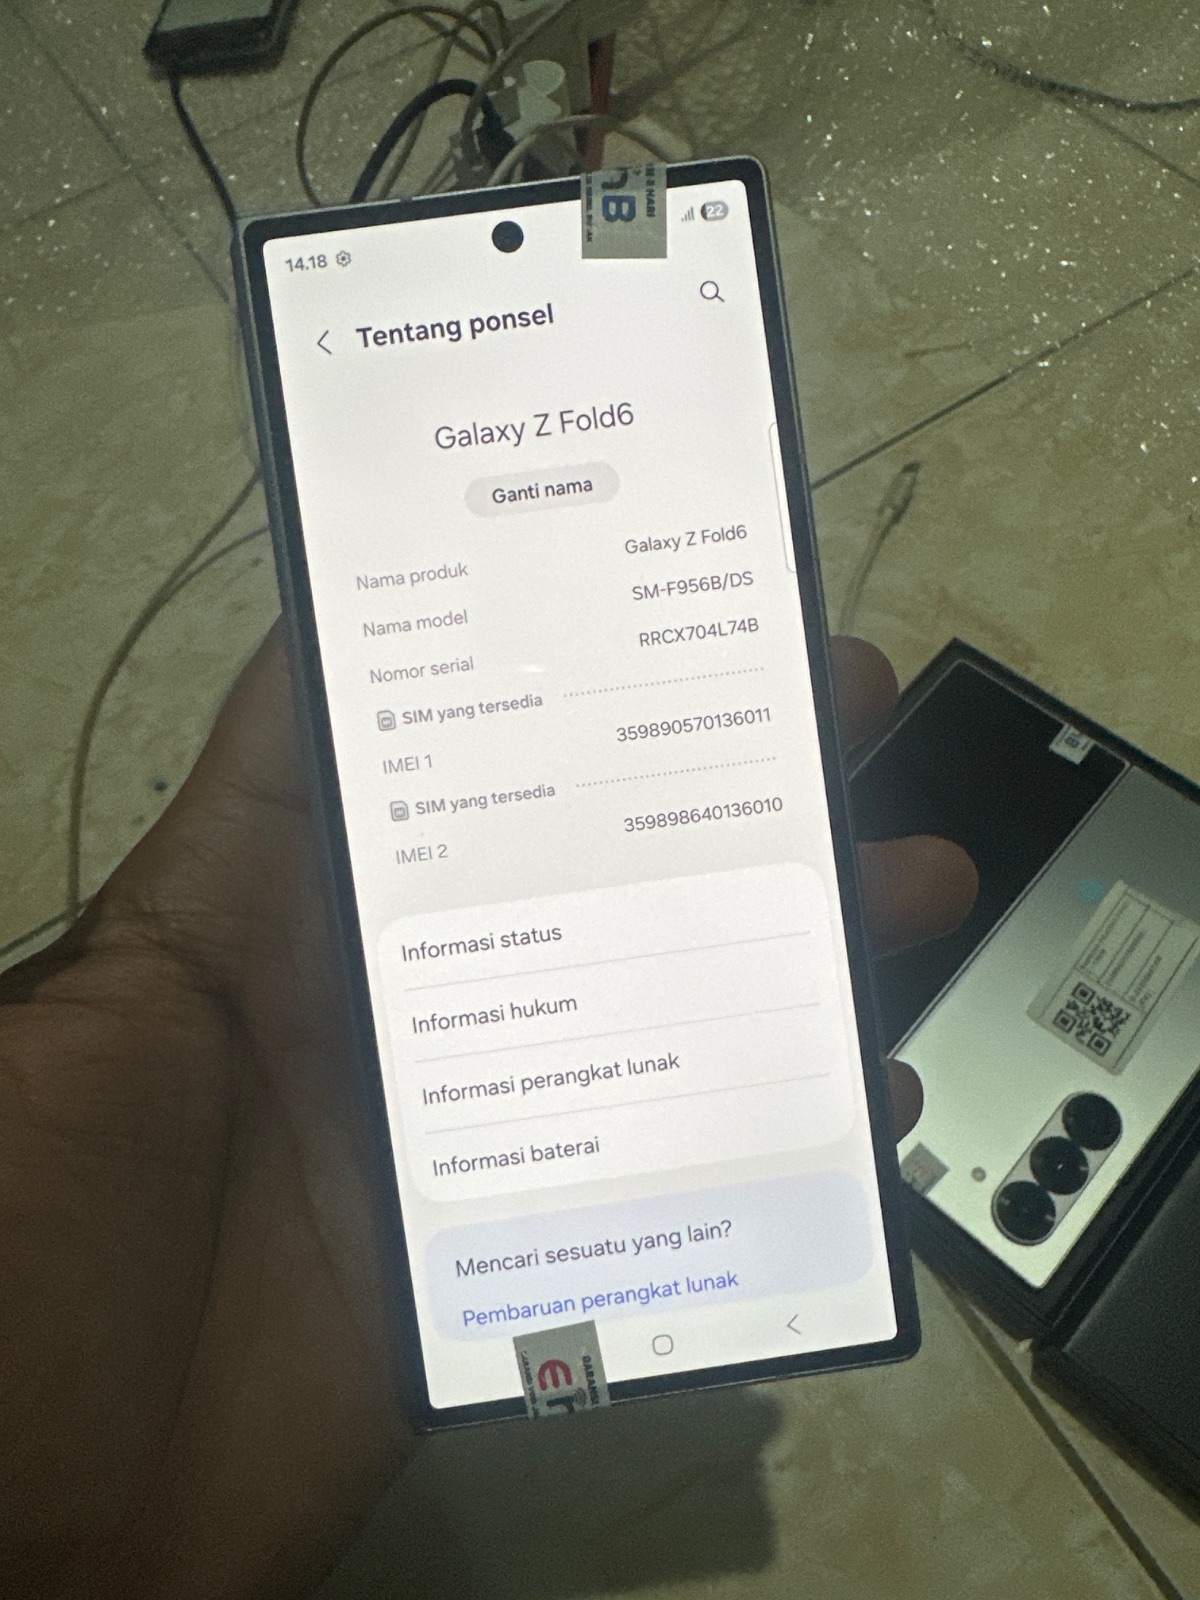 14.18
22
Tentang ponsel
Galaxy Z Fold6
Ganti nama
Nama produk Galaxy Z Fold6
Nama model SM-F956B/DS
Nomor serial RRCX704L74B
SIM yang tersedia
IMEI 1 359890570136011
SIM yang tersedia
IMEI 2 359898640136010
Informasi status
Informasi hukum
Informasi perangkat lunak
Informasi baterai
Mencari sesuatu yang lain?
Pembaruan perangkat lunak